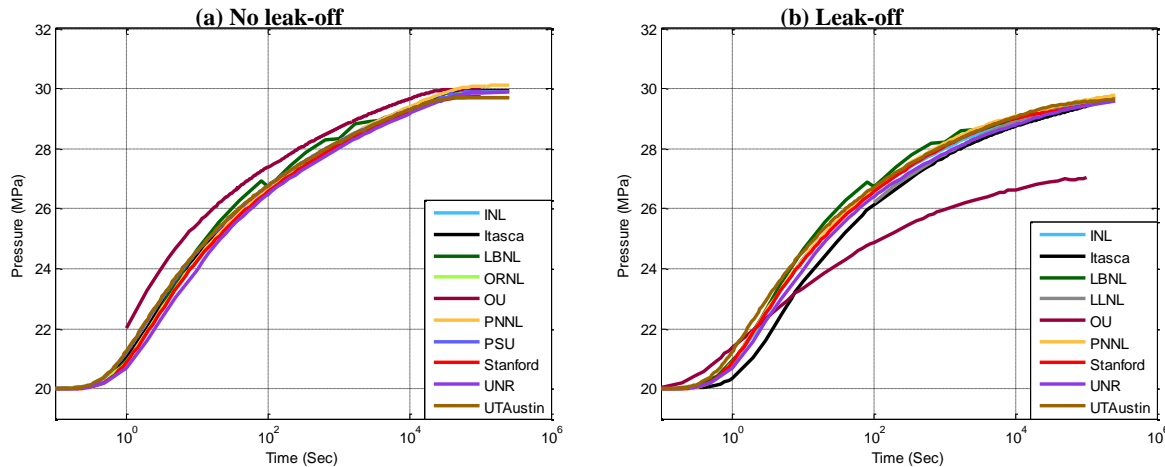 (a) No leak-off
32
30
28
26
24
22
20
Pressure (MPa)
10^0
10^2
10^4
10^6
Time (Sec)
INL
Itasca
LBNL
ORNL
OU
PNNL
PSU
Stanford
UNR
UTAustin
(b) Leak-off
32
30
28
26
24
22
20
Pressure (MPa)
10^0
10^2
10^4
10^6
Time (Sec)
INL
Itasca
LBNL
LLNL
OU
PNNL
Stanford
UNR
UTAustin